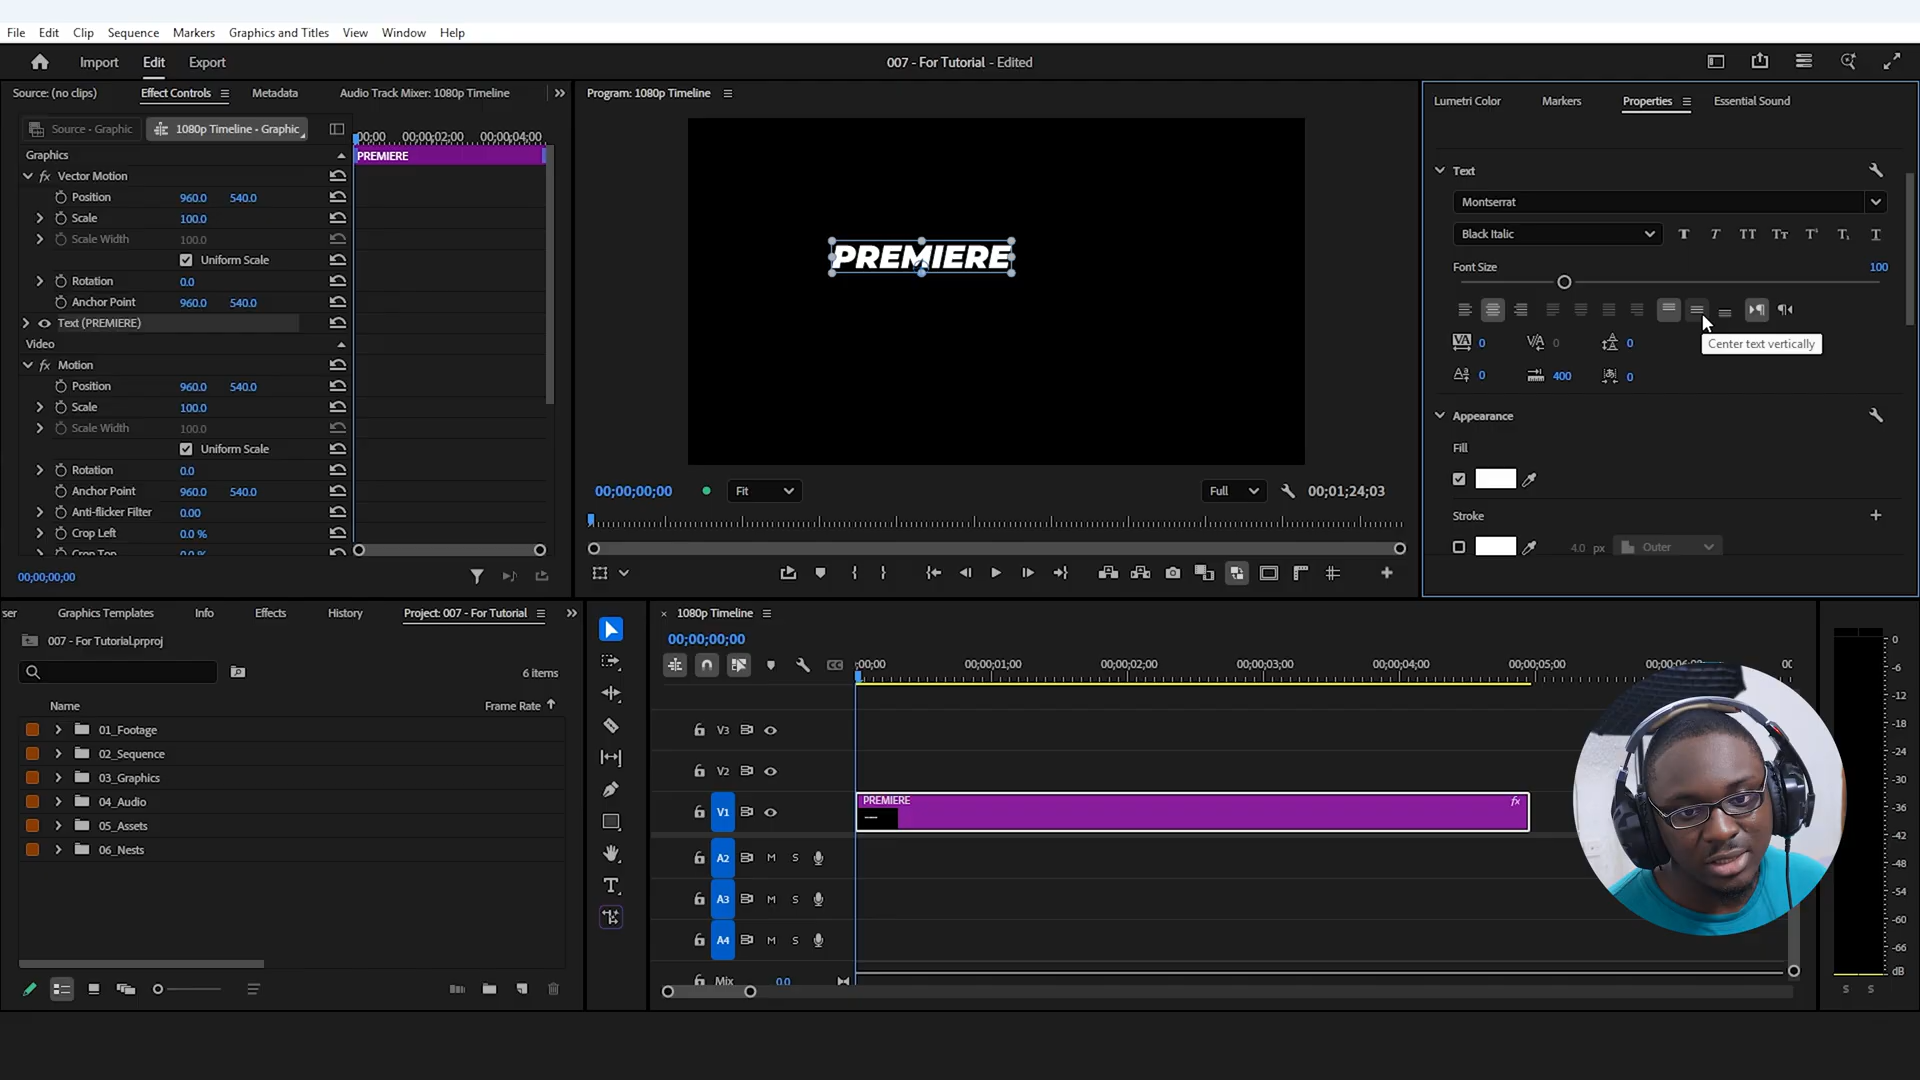 File Edit Clip Sequence Markers Graphics and Titles View Window Help
Import Edit Export 007 - For Tutorial - Edited
Source: (no clips) Effect Controls Metadata Audio Track Mixer: 1080p Timeline
Source - Graphic 1080p Timeline - Graphic
;00;00 00;00;02;00 00;00;04;00
PREMIERE
Graphics
fx Vector Motion
Position 960.0 540.0
Scale 100.0
Scale Width 100.0
Uniform Scale
Rotation 0.0
Anchor Point 960.0 540.0
Text (PREMIERE)
Video
fx Motion
Position 960.0 540.0
Scale 100.0
Scale Width 100.0
Uniform Scale
Rotation 0.0
Anchor Point 960.0 540.0
Anti-flicker Filter 0.00
Crop Left 0.0 %
Crop Top 0.0 %
00;00;00;00
Program: 1080p Timeline
PREMIERE
00;00;00;00 Fit Full 00;01;24;03
Lumetri Color Markers Properties Essential Sound
Text
Montserrat
Black Italic
Font Size 100
0 0 0
Center text vertically
0 400 0
Appearance
Fill
Stroke
4.0 px Outer
ser Graphics Templates Info Effects History Project: 007 - For Tutorial
007 - For Tutorial.prproj
6 items
Name Frame Rate
01_Footage
02_Sequence
03_Graphics
04_Audio
05_Assets
06_Nests
1080p Timeline
00;00;00;00
;00;00 00;00;01;00 00;00;02;00 00;00;03;00 00;00;04;00 00;00;05;00
V3
V2
V1
PREMIERE fx
A2 M S
A3 M S
A4 M S
Mix 0.0
0
-6
-12
-18
-24
-30
-36
-42
-48
-54
-60
-66
dB
S S